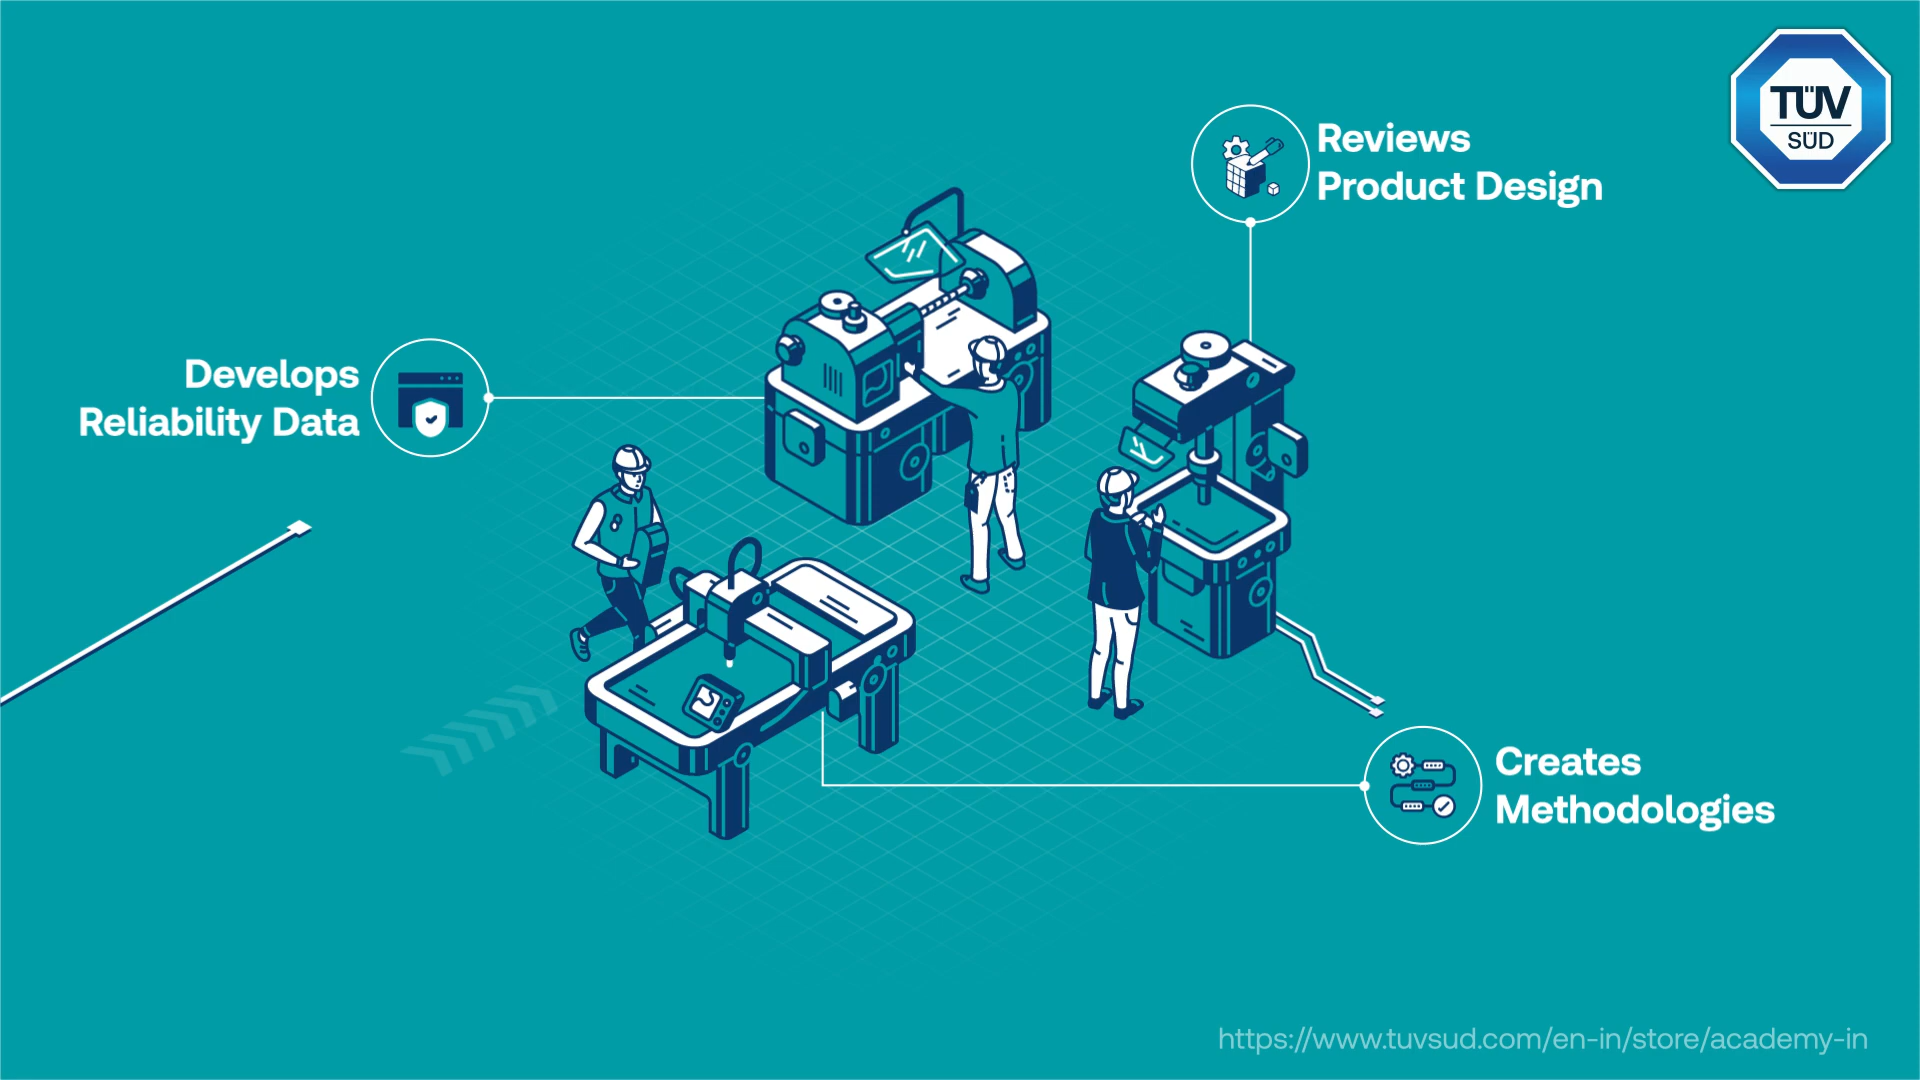 TÜV
SÜD
Reviews
Product Design
Develops
Reliability Data
Creates
Methodologies
https://www.tuvsud.com/en-in/store/academy-in